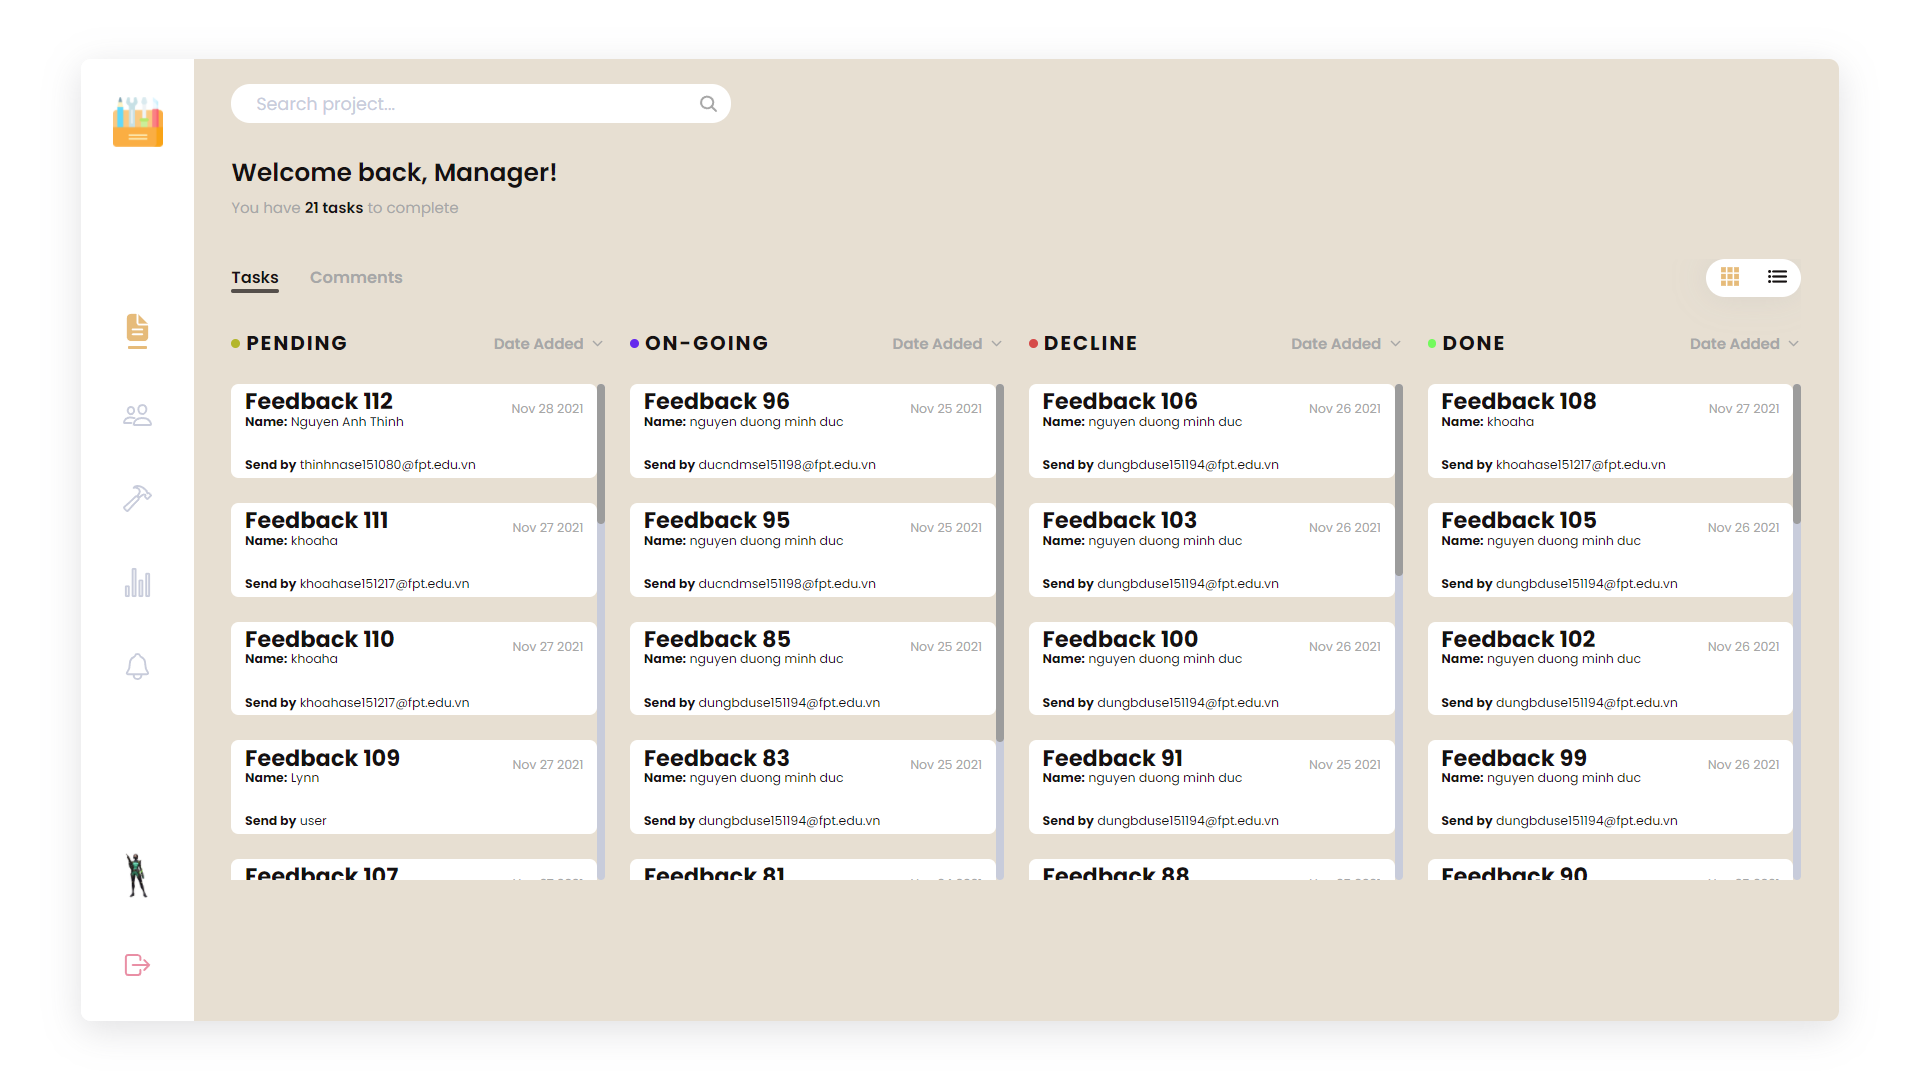 Search project...
Welcome back, Manager!
You have 21 tasks to complete
Tasks
Comments
PENDING
Date Added
Feedback 112
Nov 28 2021
Name: Nguyen Anh Thinh
Send by thinhnase151080@fpt.edu.vn
Feedback 111
Nov 27 2021
Name: khoaha
Send by khoahase151217@fpt.edu.vn
Feedback 110
Nov 27 2021
Name: khoaha
Send by khoahase151217@fpt.edu.vn
Feedback 109
Nov 27 2021
Name: Lynn
Send by user
Feedback 107
ON-GOING
Date Added
Feedback 96
Nov 25 2021
Name: nguyen duong minh duc
Send by ducndmse151198@fpt.edu.vn
Feedback 95
Nov 25 2021
Name: nguyen duong minh duc
Send by ducndmse151198@fpt.edu.vn
Feedback 85
Nov 25 2021
Name: nguyen duong minh duc
Send by dungbduse151194@fpt.edu.vn
Feedback 83
Nov 25 2021
Name: nguyen duong minh duc
Send by dungbduse151194@fpt.edu.vn
Feedback 81
DECLINE
Date Added
Feedback 106
Nov 26 2021
Name: nguyen duong minh duc
Send by dungbduse151194@fpt.edu.vn
Feedback 103
Nov 26 2021
Name: nguyen duong minh duc
Send by dungbduse151194@fpt.edu.vn
Feedback 100
Nov 26 2021
Name: nguyen duong minh duc
Send by dungbduse151194@fpt.edu.vn
Feedback 91
Nov 25 2021
Name: nguyen duong minh duc
Send by dungbduse151194@fpt.edu.vn
Feedback 88
DONE
Date Added
Feedback 108
Nov 27 2021
Name: khoaha
Send by khoahase151217@fpt.edu.vn
Feedback 105
Nov 26 2021
Name: nguyen duong minh duc
Send by dungbduse151194@fpt.edu.vn
Feedback 102
Nov 26 2021
Name: nguyen duong minh duc
Send by dungbduse151194@fpt.edu.vn
Feedback 99
Nov 26 2021
Name: nguyen duong minh duc
Send by dungbduse151194@fpt.edu.vn
Feedback 90